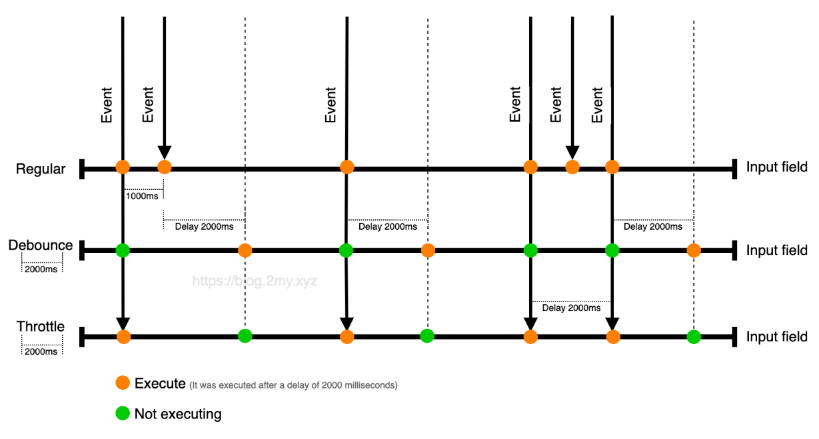 Event
Event
Event
Event
Event
Event
Regular
Input field
1000ms
Delay 2000ms
Delay 2000ms
Delay 2000ms
Debounce
2000ms
Input field
https://blog.2my.xyz
Delay 2000ms
Throttle
2000ms
Input field
Execute (It was executed after a delay of 2000 milliseconds)
Not executing